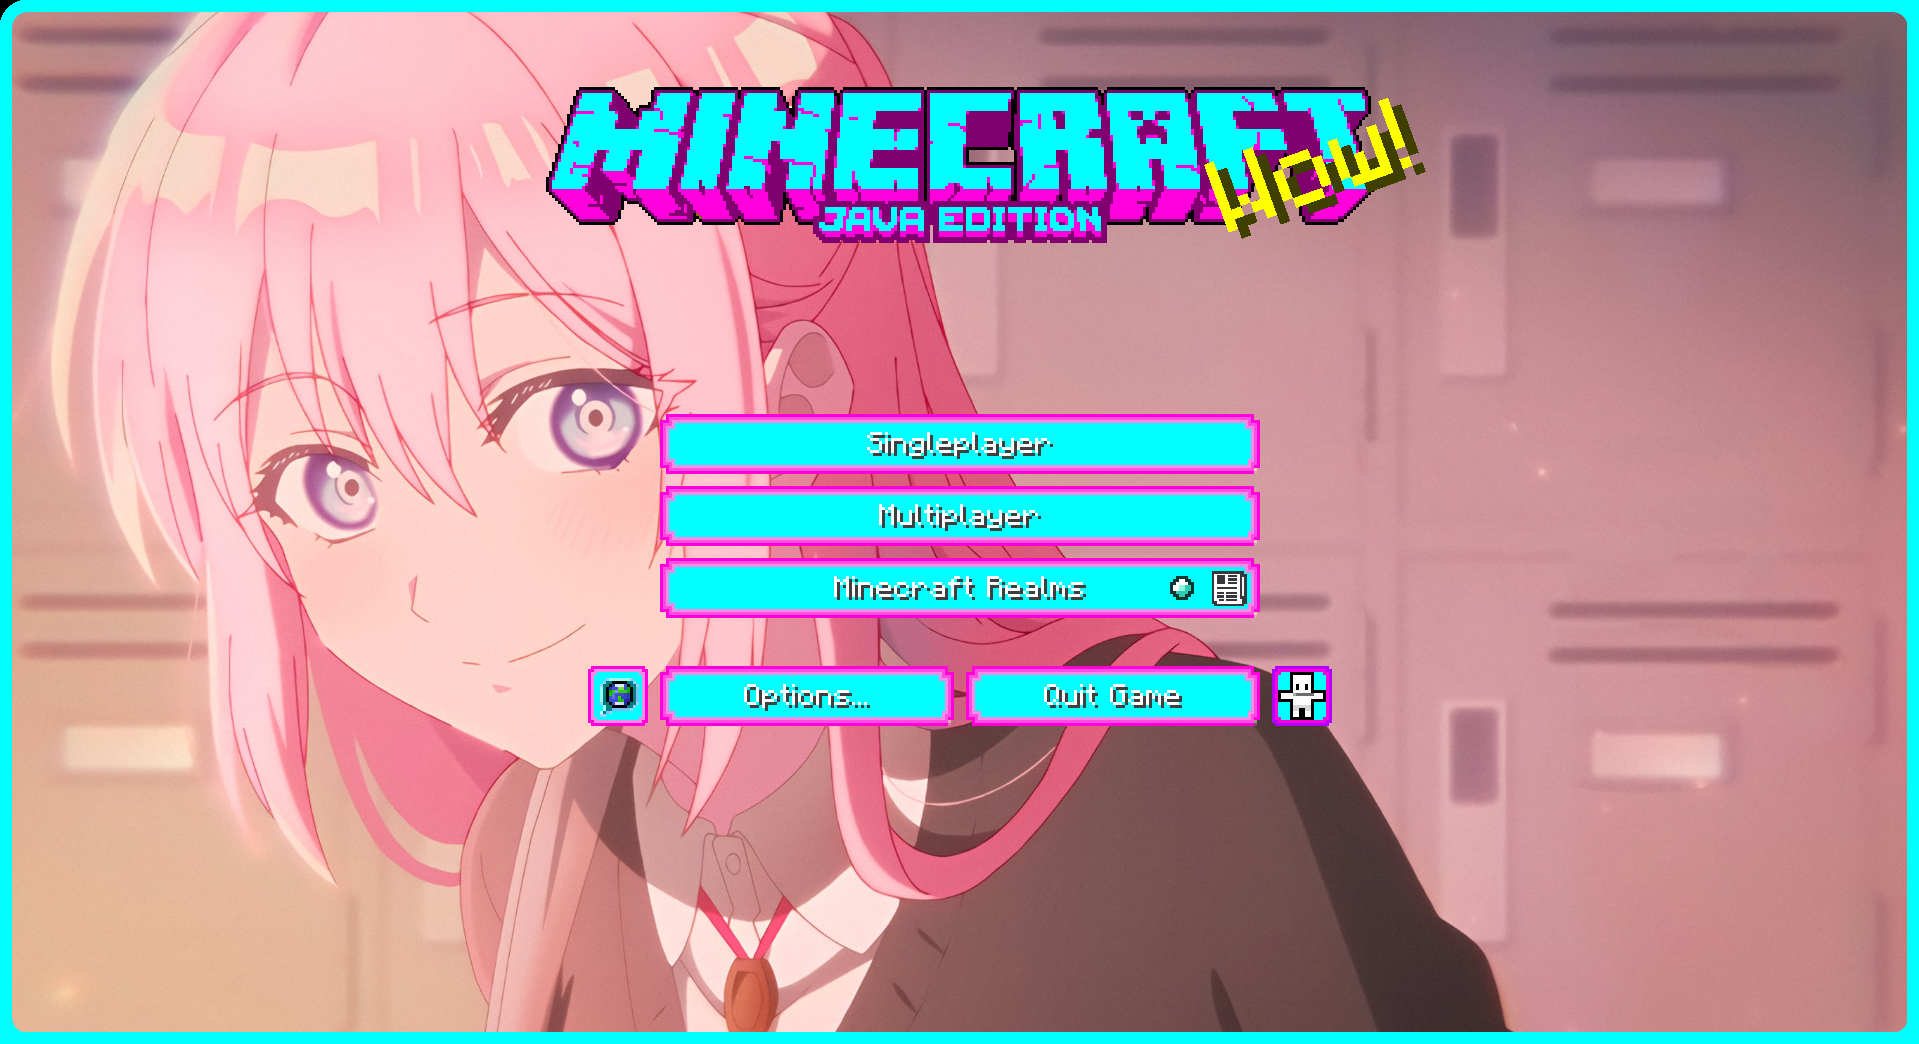 MINECRAFT
JAVA EDITION
Wow!
Singleplayer
Multiplayer
Minecraft Realms
Options...
Quit Game